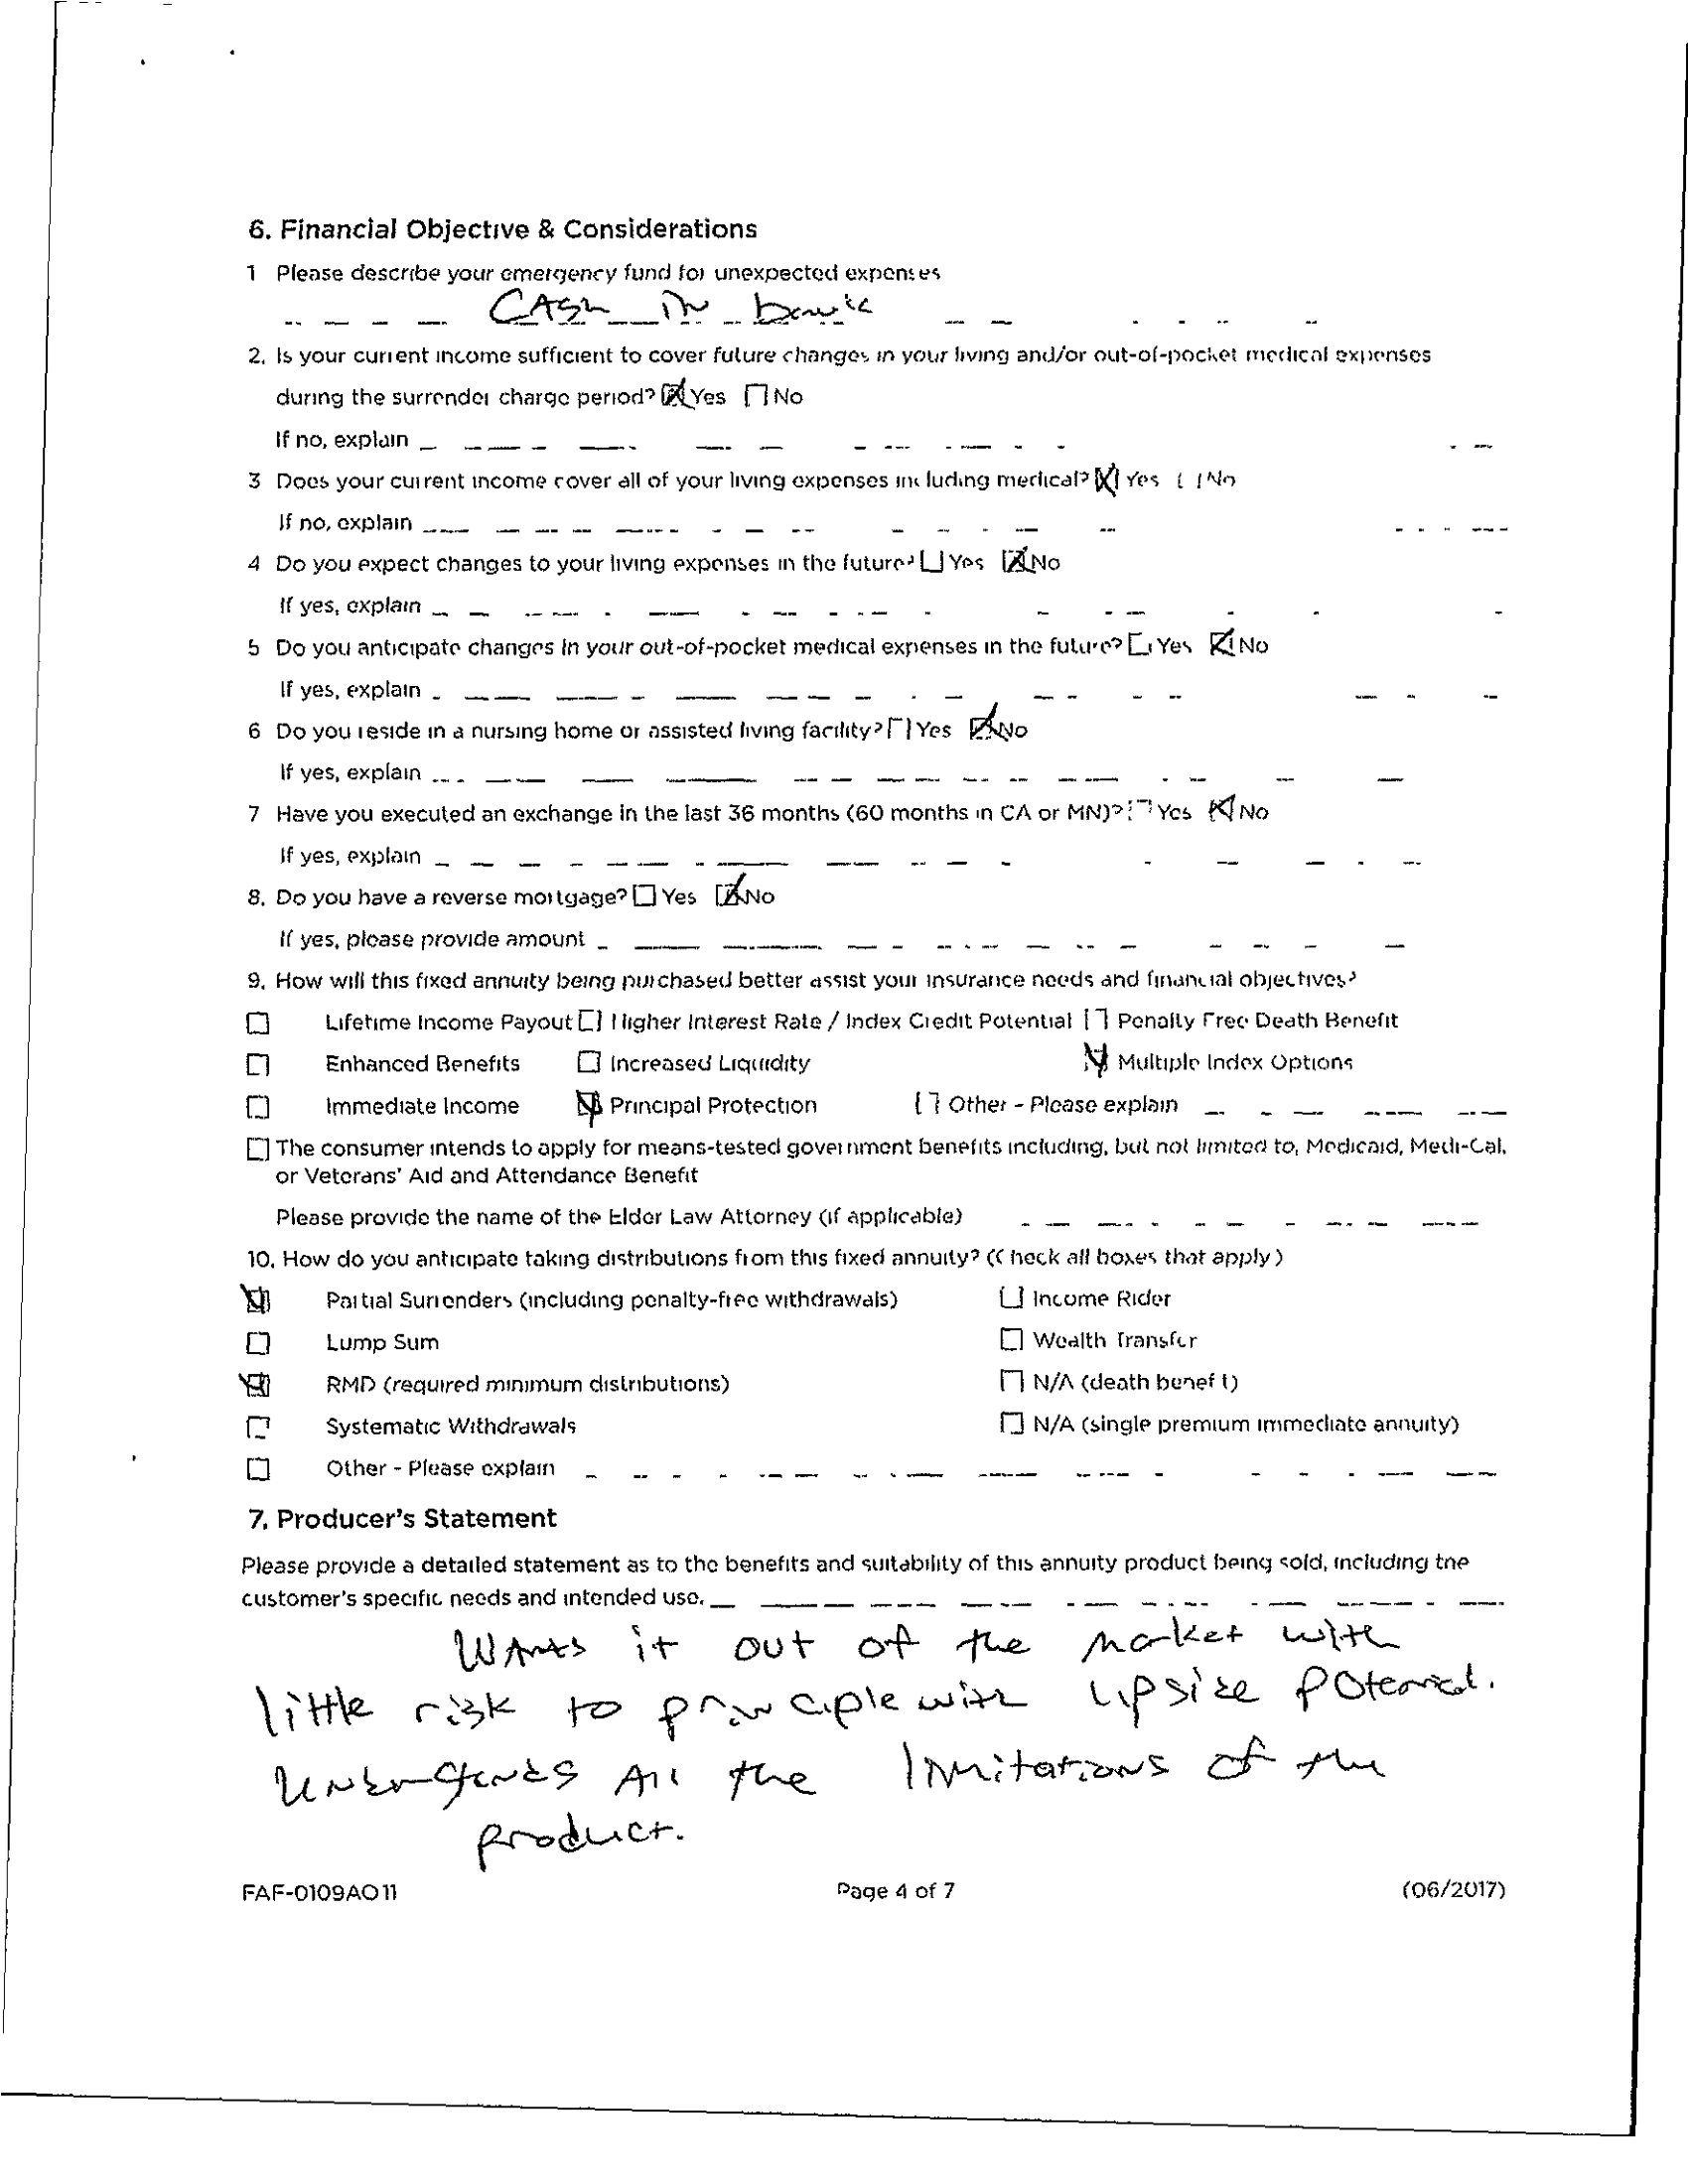 6. Financial Objective & Considerations
1 Please describe your emergency fund for unexpected expenses
CASh in bank
2. Is your current income sufficient to cover future changes in your living and/or out-of-pocket medical expenses
during the surrender charge period? ☒ Yes ☐ No
If no, explain
3 Does your current income cover all of your living expenses including medical? ☒ Yes ☐ No
If no, explain
4 Do you expect changes to your living expenses in the future? ☐ Yes ☒ No
If yes, explain
5 Do you anticipate changes in your out-of-pocket medical expenses in the future? ☐ Yes ☒ No
If yes, explain
6 Do you reside in a nursing home or assisted living facility? ☐ Yes ☒ No
If yes, explain
7 Have you executed an exchange in the last 36 months (60 months in CA or MN)? ☐ Yes ☒ No
If yes, explain
8. Do you have a reverse mortgage? ☐ Yes ☒ No
If yes, please provide amount
9. How will this fixed annuity being purchased better assist your insurance needs and financial objectives?
☐ Lifetime Income Payout ☐ Higher Interest Rate / Index Credit Potential ☐ Penalty Free Death Benefit
☐ Enhanced Benefits ☐ Increased Liquidity ☒ Multiple Index Options
☐ Immediate Income ☒ Principal Protection ☐ Other - Please explain
☐ The consumer intends to apply for means-tested government benefits including, but not limited to, Medicaid, Medi-Cal,
or Veterans' Aid and Attendance Benefit
Please provide the name of the Elder Law Attorney (if applicable)
10. How do you anticipate taking distributions from this fixed annuity? (Check all boxes that apply)
☒ Partial Surrenders (including penalty-free withdrawals) ☐ Income Rider
☐ Lump Sum ☐ Wealth Transfer
☒ RMD (required minimum distributions) ☐ N/A (death benefit)
☐ Systematic Withdrawals ☐ N/A (single premium immediate annuity)
☐ Other - Please explain
7. Producer's Statement
Please provide a detailed statement as to the benefits and suitability of this annuity product being sold, including the
customer's specific needs and intended use.
WAnts it out of the market with
little risk to principle with upsize potential.
Understands All the limitations of the
product.
FAF-0109AO 11 Page 4 of 7 (06/2017)